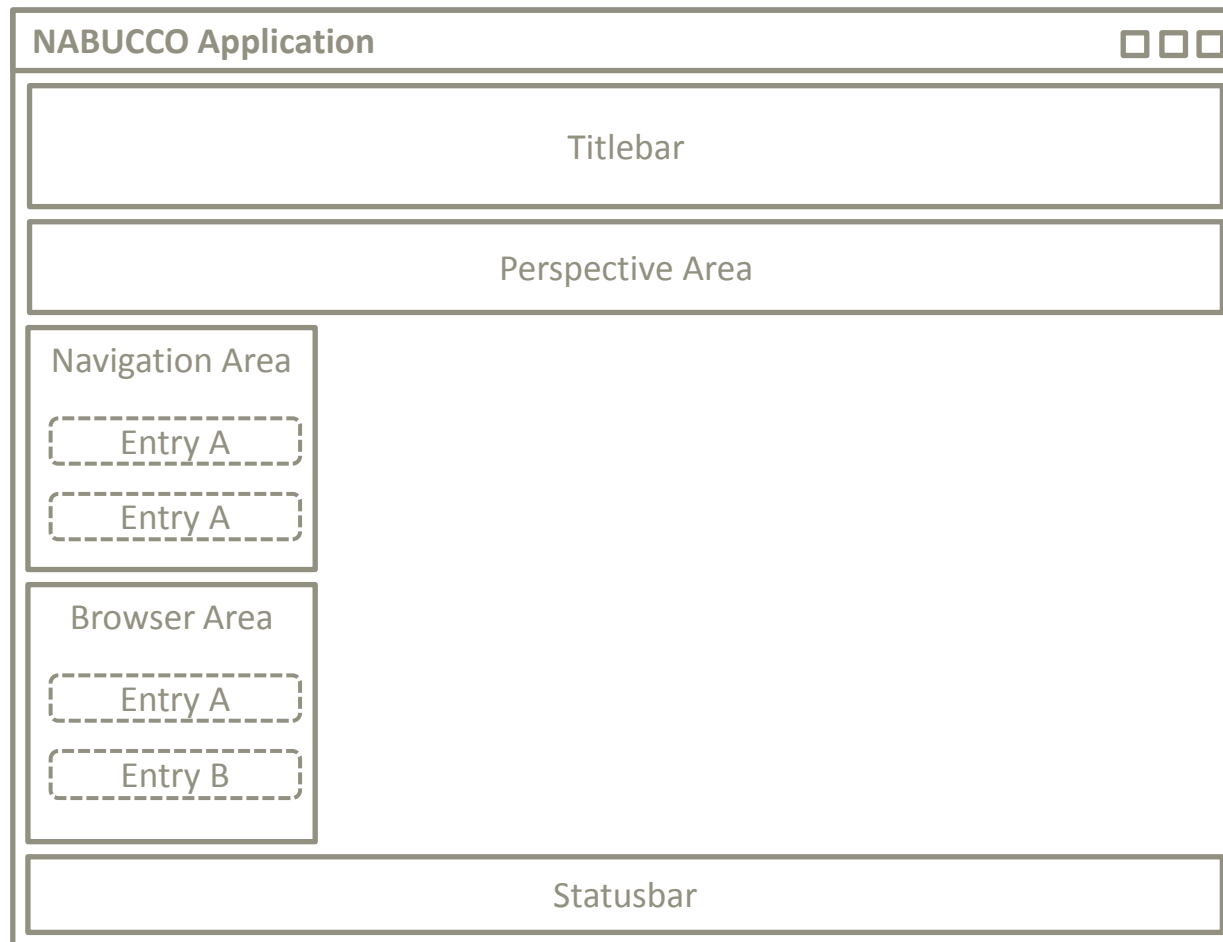 NABUCCO Application
Titlebar
Perspective Area
Navigation Area
Entry A
Entry A
Browser Area
Entry A
Entry B
Statusbar